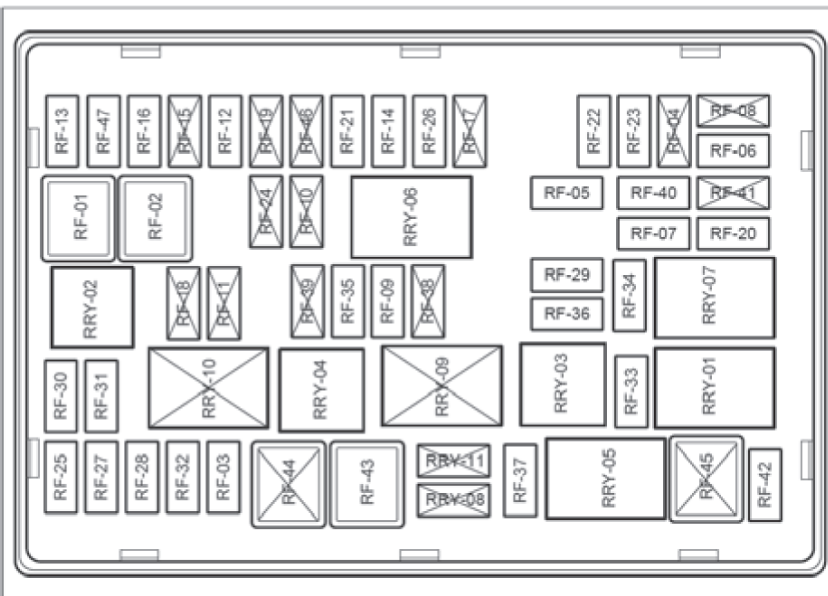 RF-13 RF-47 RF-16 RF-15 RF-12 RF-19 RF-46 RF-21 RF-14 RF-26 RF-17 RF-22 RF-23 RF-04 RF-08
RF-06
RF-01 RF-02 RF-24 RF-10 RRY-06 RF-05 RF-40 RF-41
RF-07 RF-20
RRY-02 RF-18 RF-11 RF-39 RF-35 RF-09 RF-38 RF-29 RF-34 RRY-07
RF-36
RF-30 RF-31 RRY-10 RRY-04 RRY-09 RRY-03 RF-33 RRY-01
RF-25 RF-27 RF-28 RF-32 RF-03 RF-44 RF-43 RRY-11 RF-37 RRY-05 RF-45 RF-42
RRY-08